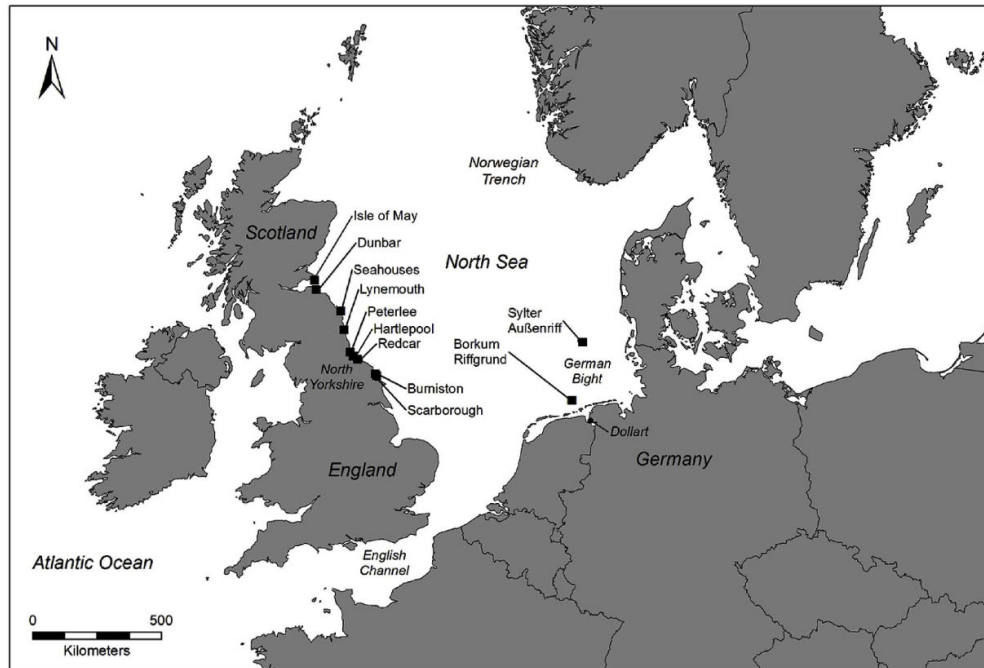 N
Norwegian
Trench
Isle of May
Scotland
Dunbar
North Sea
Seahouses
Lynemouth
Peterlee
Hartlepool
Redcar
Sylter
Außenriff
Borkum
Riffgrund
German
Bight
North
Yorkshire
Burniston
Scarborough
Dollart
England
Germany
English
Channel
Atlantic Ocean
0
500
Kilometers